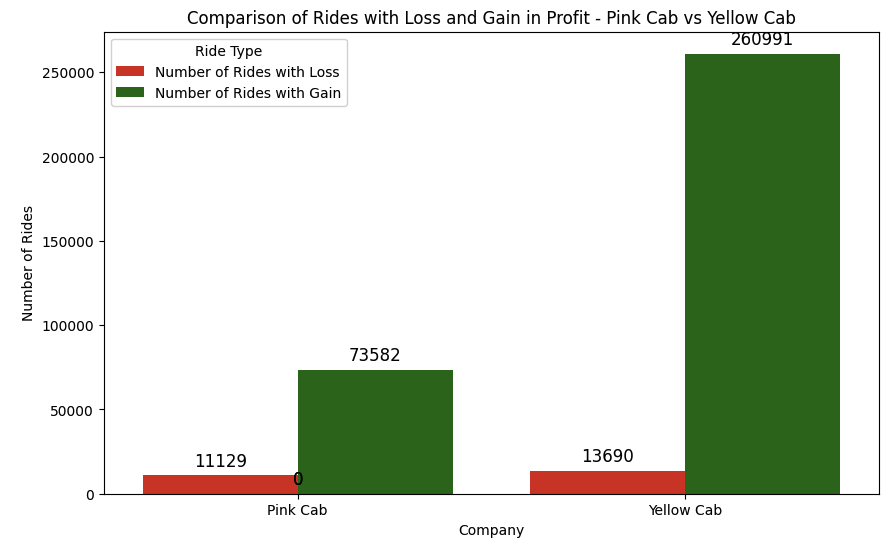 Comparison of Rides with Loss and Gain in Profit - Pink Cab vs Yellow Cab
260991
Ride Type
Number of Rides with Loss
Number of Rides with Gain
250000
200000
150000
100000
50000
0
Number of Rides
73582
11129
0
13690
Pink Cab
Yellow Cab
Company